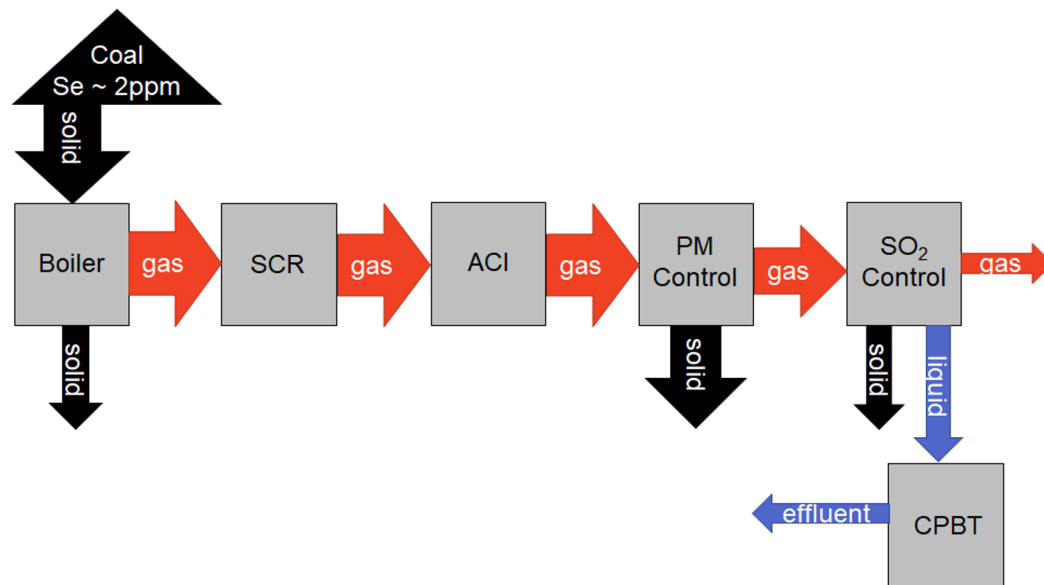 Coal
Se ~ 2ppm
solid
Boiler
gas
SCR
gas
ACI
gas
PM
Control
gas
SO₂
Control
gas
solid
solid
solid
liquid
effluent
CPBT